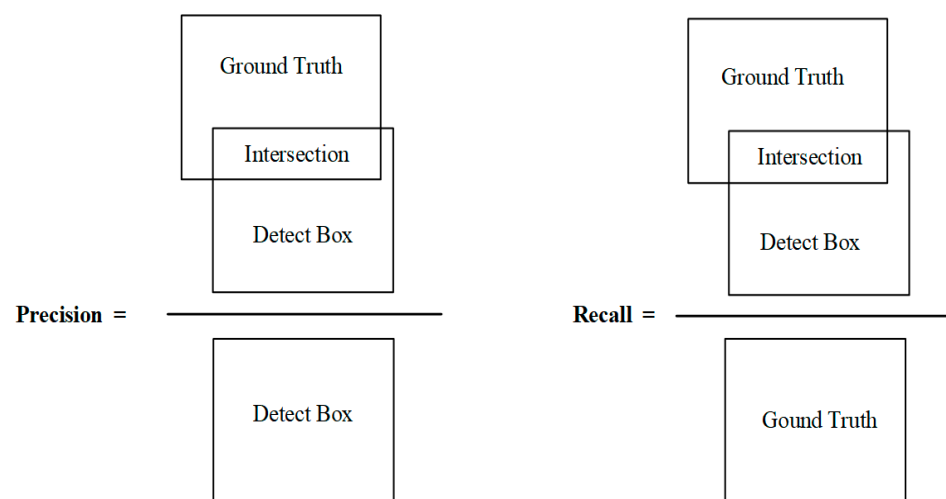 Ground Truth
Intersection
Detect Box
Precision =
Detect Box
Ground Truth
Intersection
Detect Box
Recall =
Gound Truth